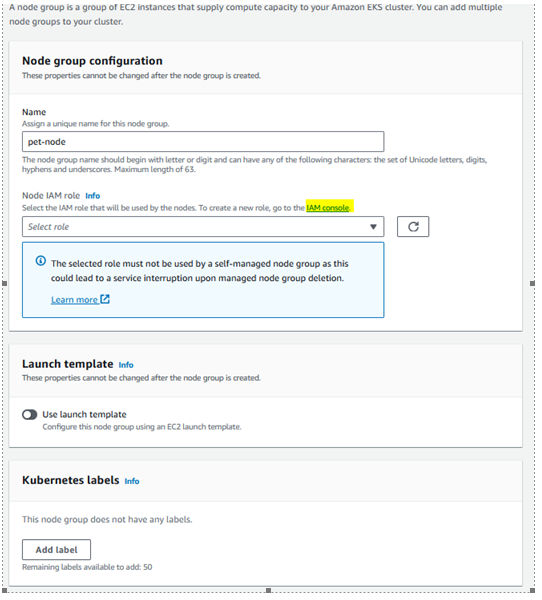 A node group is a group of EC2 instances that supply compute capacity to your Amazon EKS cluster. You can add multiple
node groups to your cluster.
Node group configuration
These properties cannot be changed after the node group is created.
Name
Assign a unique name for this node group.
pet-node
The node group name should begin with letter or digit and can have any of the following characters: the set of Unicode letters, digits,
hyphens and underscores. Maximum length of 63.
Node IAM role Info
Select the IAM role that will be used by the nodes. To create a new role, go to the IAM console.
Select role
The selected role must not be used by a self-managed node group as this
could lead to a service interruption upon managed node group deletion.
Learn more
Launch template Info
These properties cannot be changed after the node group is created.
Use launch template
Configure this node group using an EC2 launch template.
Kubernetes labels Info
This node group does not have any labels.
Add label
Remaining labels available to add: 50